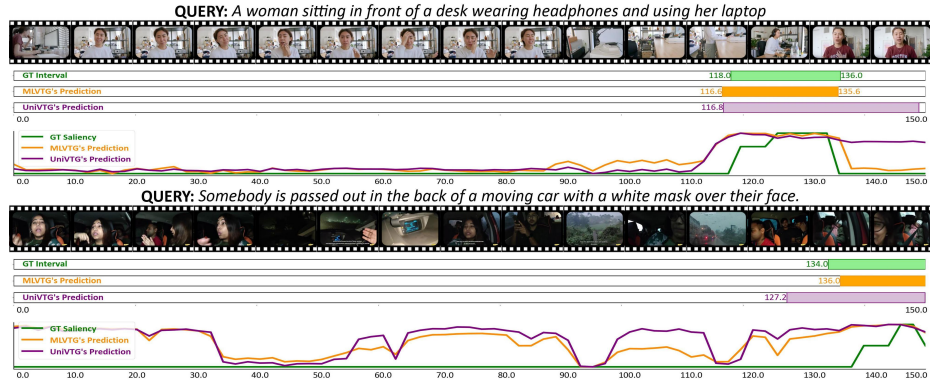 QUERY: A woman sitting in front of a desk wearing headphones and using her laptop
GT Interval 118.0 136.0
MLVTG's Prediction 116.6 135.6
UniVTG's Prediction 116.8
0.0 150.0
GT Saliency
MLVTG's Prediction
UniVTG's Prediction
0.0 10.0 20.0 30.0 40.0 50.0 60.0 70.0 80.0 90.0 100.0 110.0 120.0 130.0 140.0 150.0
QUERY: Somebody is passed out in the back of a moving car with a white mask over their face.
GT Interval 134.0
MLVTG's Prediction 136.0
UniVTG's Prediction 127.2
0.0 150.0
GT Saliency
MLVTG's Prediction
UniVTG's Prediction
0.0 10.0 20.0 30.0 40.0 50.0 60.0 70.0 80.0 90.0 100.0 110.0 120.0 130.0 140.0 150.0